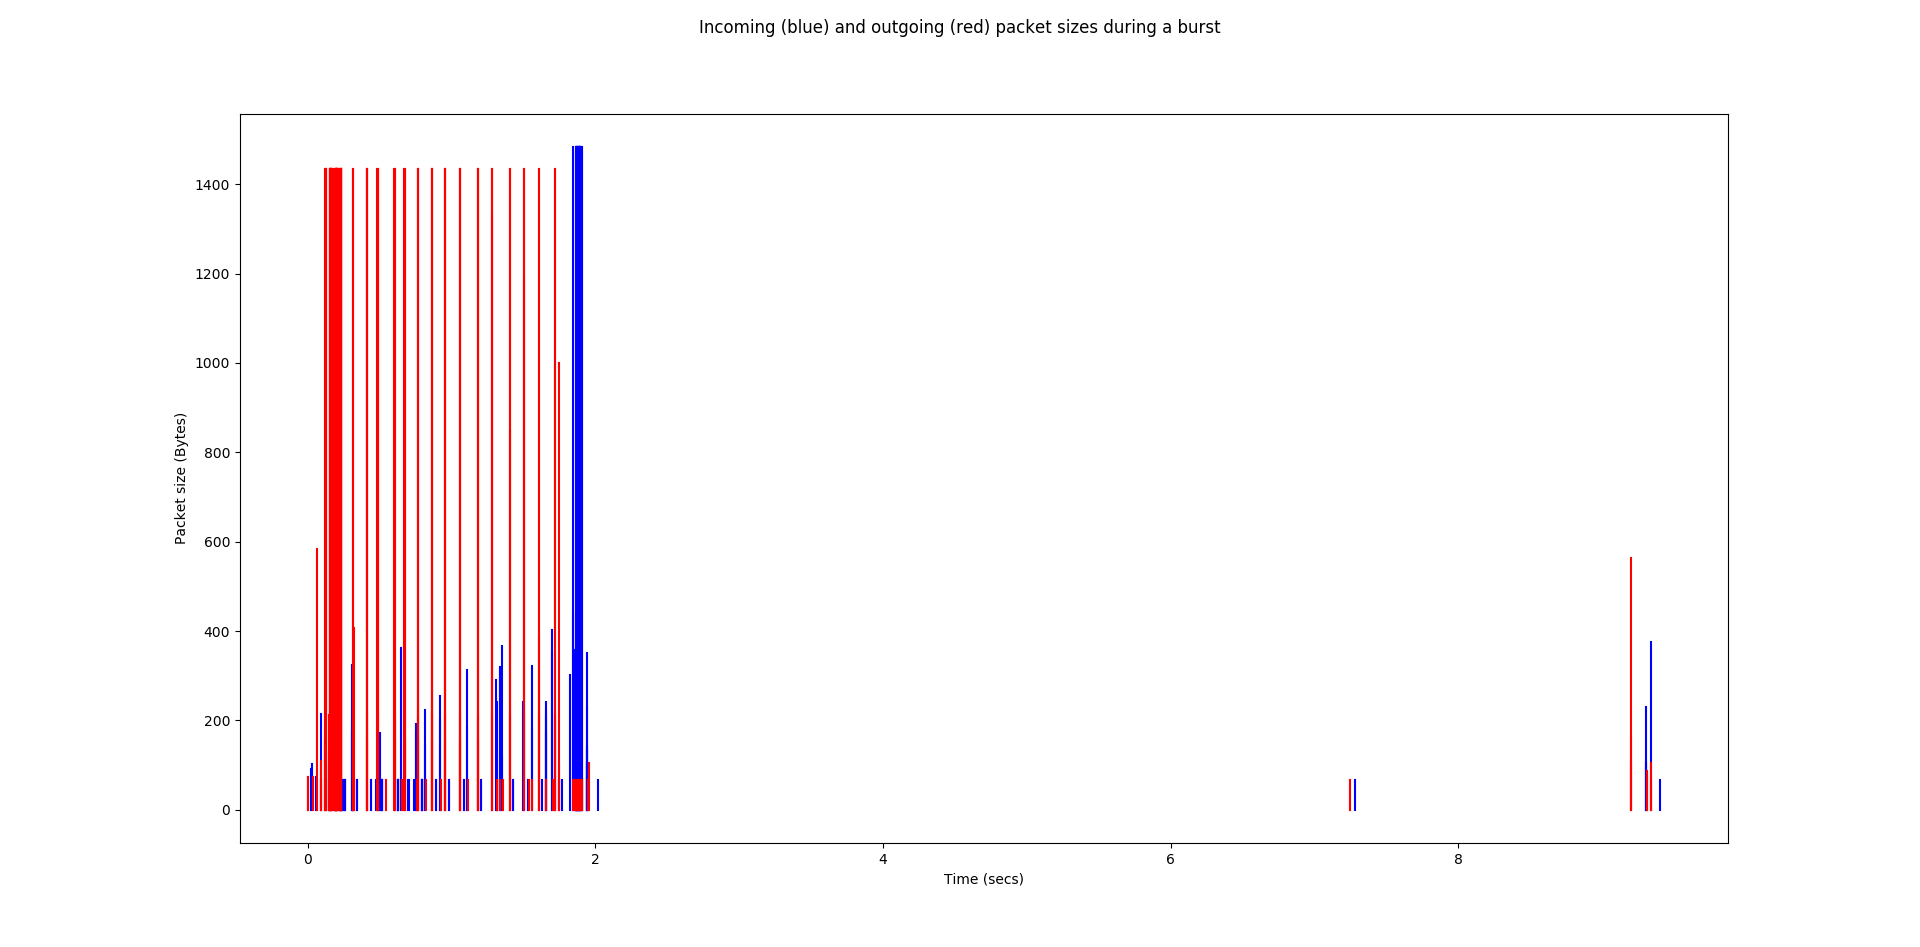 Incoming (blue) and outgoing (red) packet sizes during a burst
1400
1200
1000
800
600
400
200
0
Packet size (Bytes)
0 2 4 6 8
Time (secs)